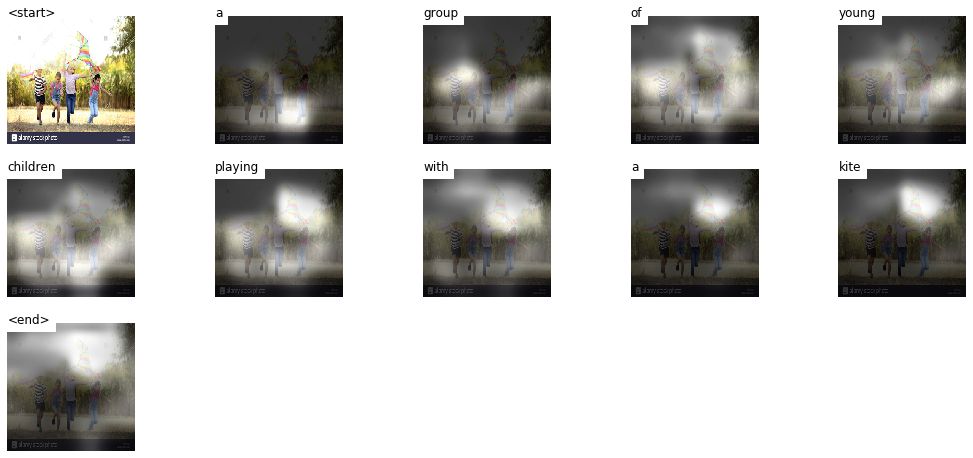 <start>
a
group
of
young
children
playing
with
a
kite
<end>